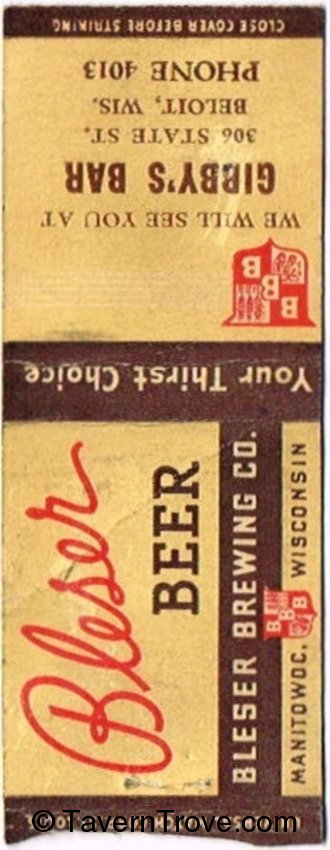 CLOSE COVER BEFORE STRIKING
PHONE 4013
BELOIT, WIS.
306 STATE ST.
GIBBY'S BAR
WE WILL SEE YOU AT
B B B
Your Thirst Choice
Bleser
BEER
BLESER BREWING CO.
MANITOWOC, WISCONSIN
B B B
© TavernTrove.com